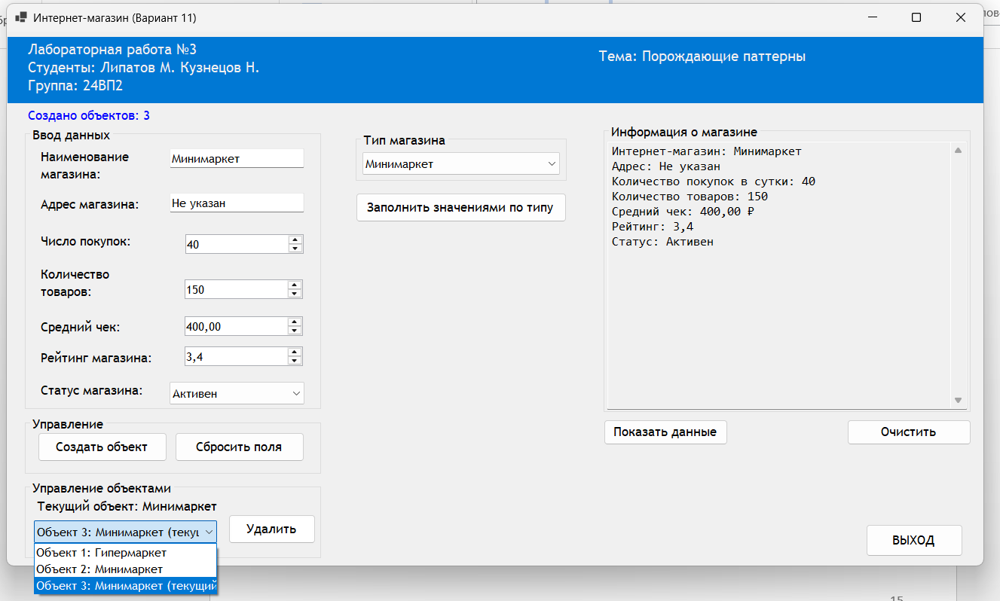 Интернет-магазин (Вариант 11)
Лабораторная работа №3
Студенты: Липатов М. Кузнецов Н.
Группа: 24ВП2
Тема: Порождающие паттерны
Создано объектов: 3
Ввод данных
Наименование
магазина:
Минимаркет
Адрес магазина:
Не указан
Число покупок:
40
Количество
товаров:
150
Средний чек:
400,00
Рейтинг магазина:
3,4
Статус магазина:
Активен
Управление
Создать объект
Сбросить поля
Управление объектами
Текущий объект: Минимаркет
Объект 3: Минимаркет (текущ
Удалить
Объект 1: Гипермаркет
Объект 2: Минимаркет
Объект 3: Минимаркет (текущий
Тип магазина
Минимаркет
Заполнить значениями по типу
Информация о магазине
Интернет-магазин: Минимаркет
Адрес: Не указан
Количество покупок в сутки: 40
Количество товаров: 150
Средний чек: 400,00 ₽
Рейтинг: 3,4
Статус: Активен
Показать данные
Очистить
ВЫХОД
15